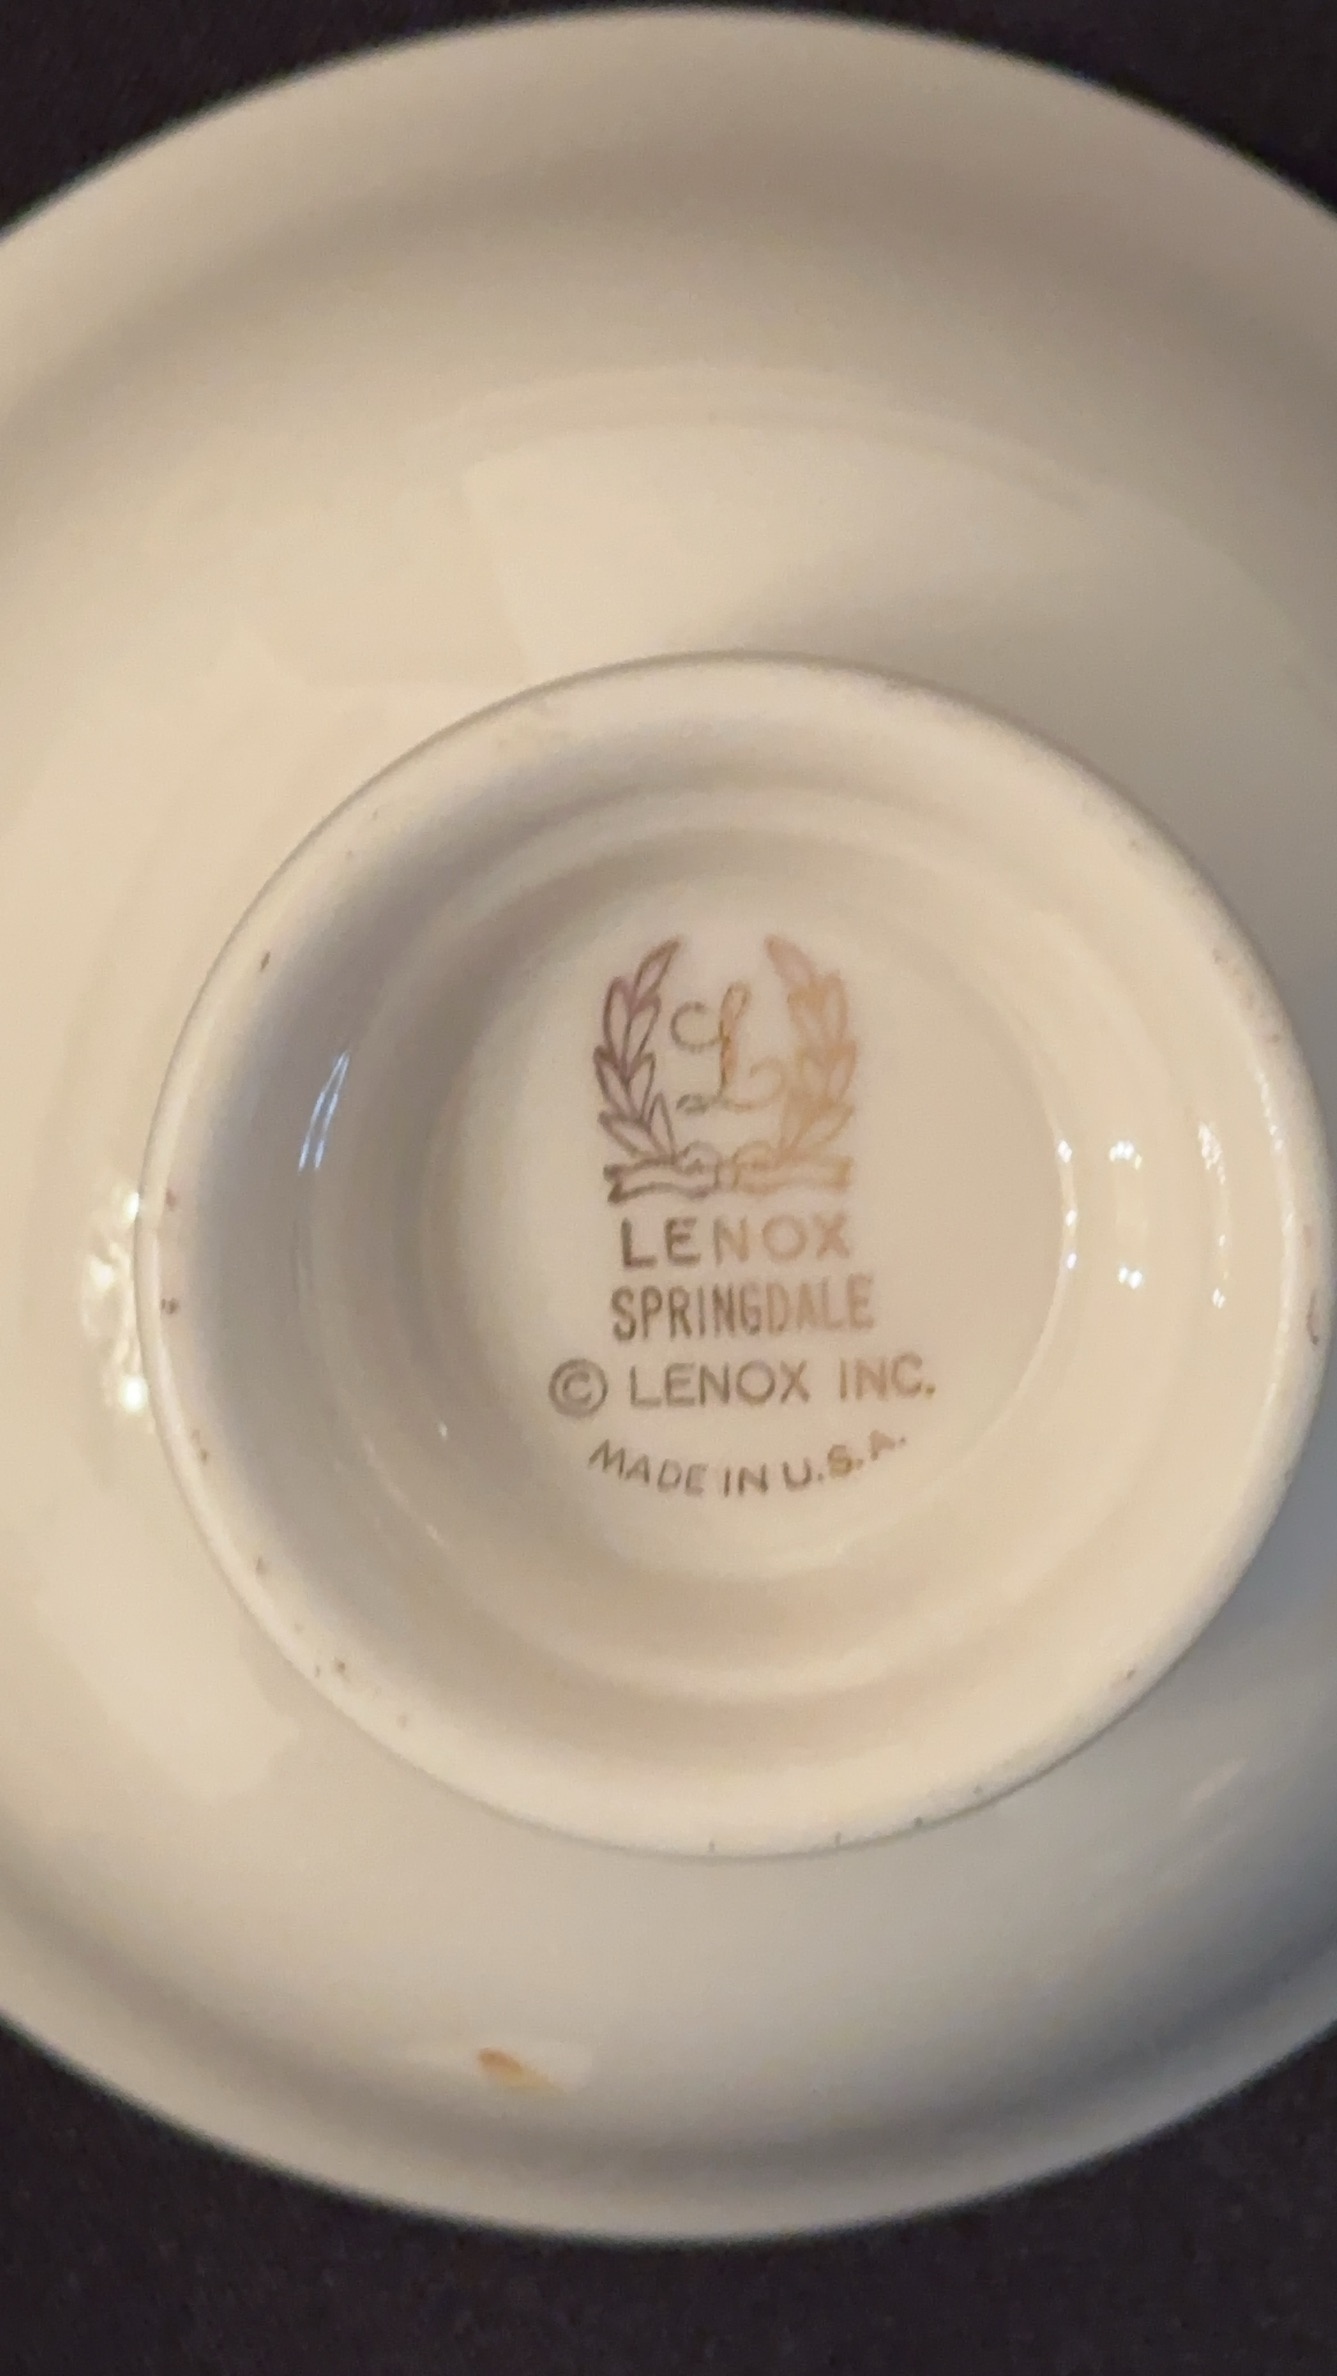 L
LENOX
SPRINGDALE
© LENOX INC.
MADE IN U.S.A.